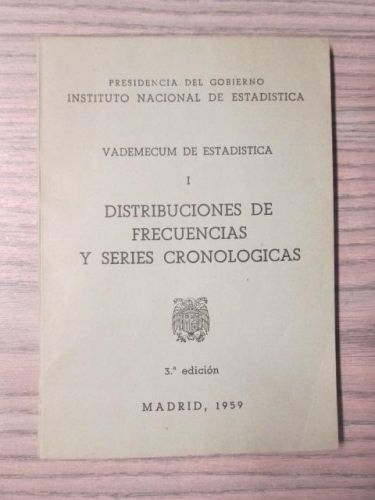 PRESIDENCIA DEL GOBIERNO
INSTITUTO NACIONAL DE ESTADISTICA
VADEMECUM DE ESTADISTICA
I
DISTRIBUCIONES DE
FRECUENCIAS
Y SERIES CRONOLOGICAS
3.ª edición
MADRID, 1959